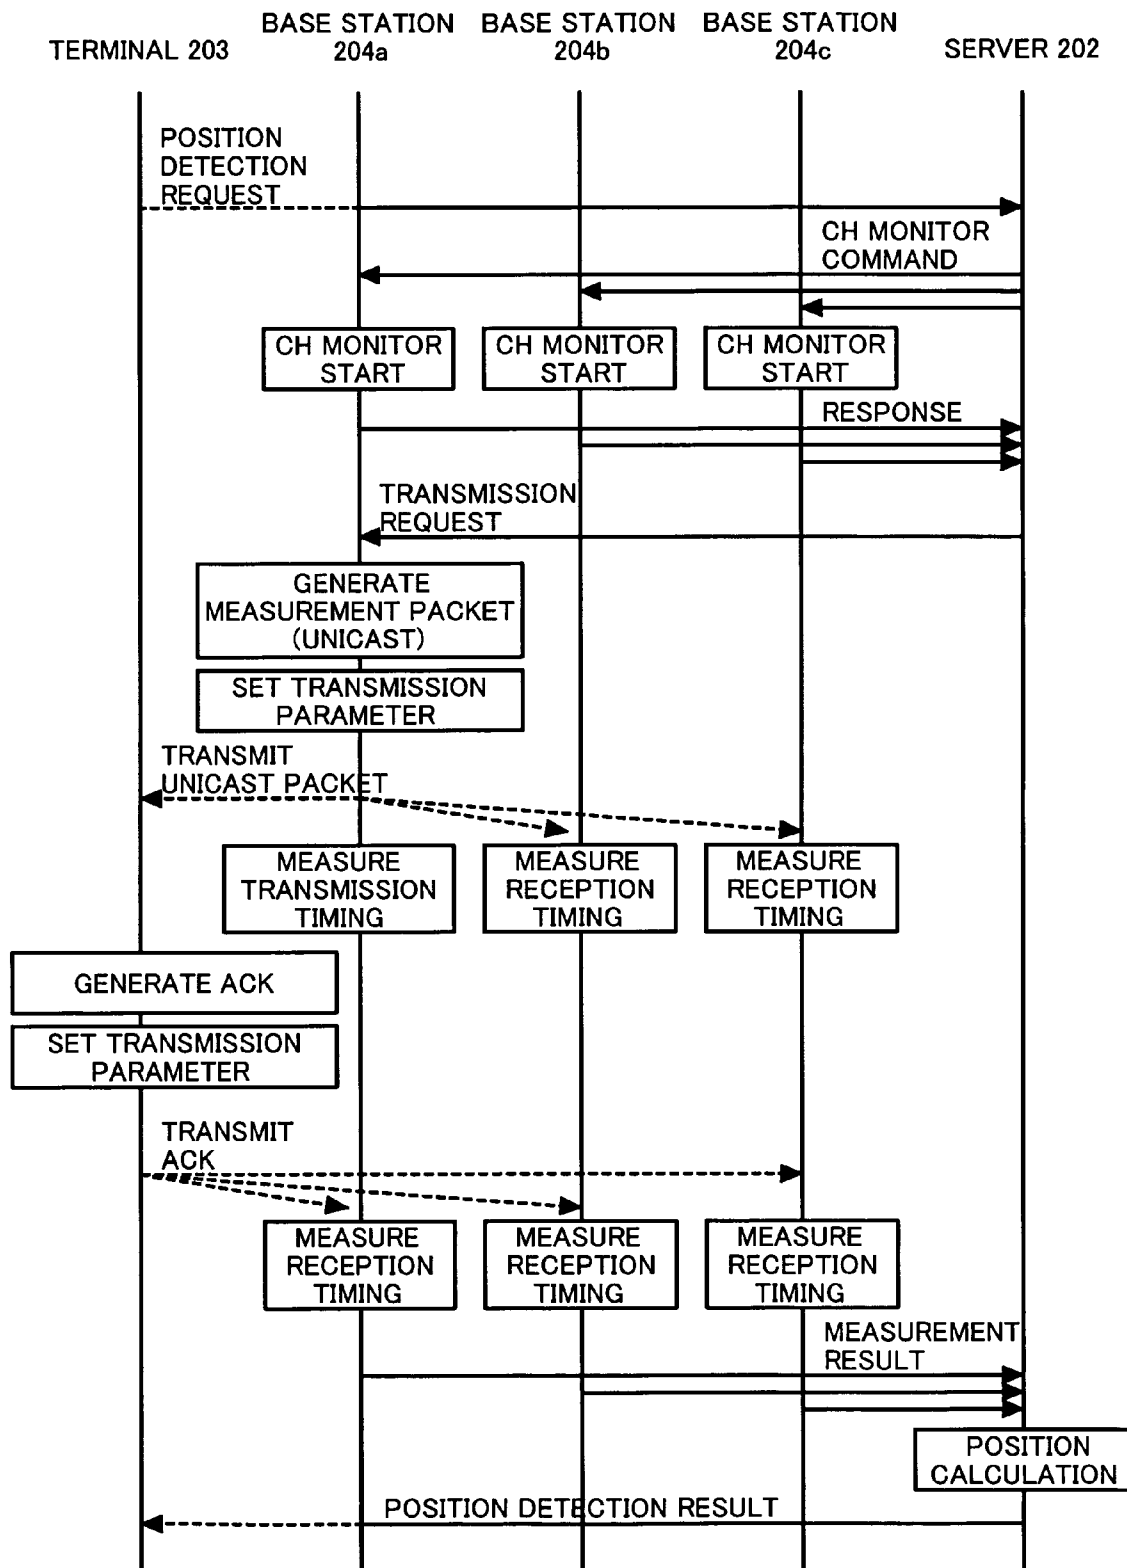 TERMINAL 203
BASE STATION
204a
BASE STATION
204b
BASE STATION
204c
SERVER 202
POSITION
DETECTION
REQUEST
CH MONITOR
COMMAND
CH MONITOR
START
CH MONITOR
START
CH MONITOR
START
RESPONSE
TRANSMISSION
REQUEST
GENERATE
MEASUREMENT PACKET
(UNICAST)
SET TRANSMISSION
PARAMETER
TRANSMIT
UNICAST PACKET
MEASURE
TRANSMISSION
TIMING
MEASURE
RECEPTION
TIMING
MEASURE
RECEPTION
TIMING
GENERATE ACK
SET TRANSMISSION
PARAMETER
TRANSMIT
ACK
MEASURE
RECEPTION
TIMING
MEASURE
RECEPTION
TIMING
MEASURE
RECEPTION
TIMING
MEASUREMENT
RESULT
POSITION
CALCULATION
POSITION DETECTION RESULT